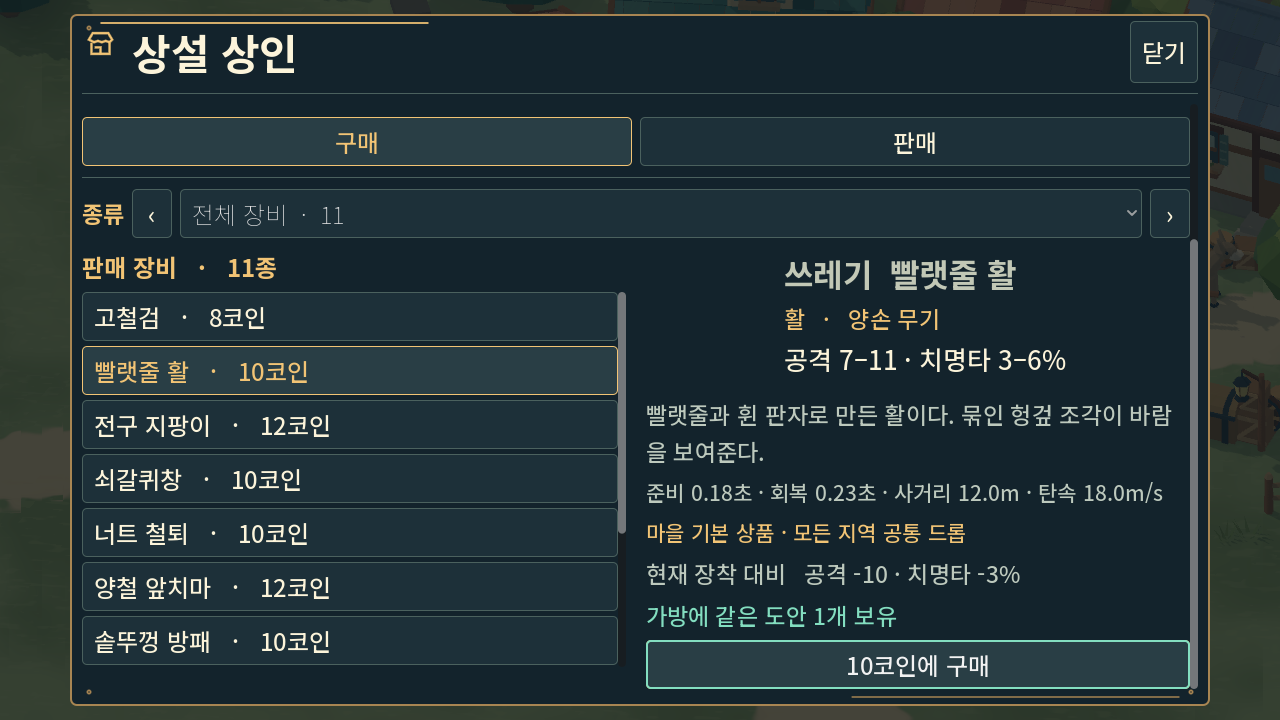 상설 상인
닫기
구매
판매
종류
‹
전체 장비 · 11
›
판매 장비 · 11종
고철검 · 8코인
빨랫줄 활 · 10코인
전구 지팡이 · 12코인
쇠갈퀴창 · 10코인
너트 철퇴 · 10코인
양철 앞치마 · 12코인
솥뚜껑 방패 · 10코인
쓰레기 빨랫줄 활
활 · 양손 무기
공격 7–11 · 치명타 3–6%
빨랫줄과 휜 판자로 만든 활이다. 묶인 헝겊 조각이 바람
을 보여준다.
준비 0.18초 · 회복 0.23초 · 사거리 12.0m · 탄속 18.0m/s
마을 기본 상품 · 모든 지역 공통 드롭
현재 장착 대비 공격 -10 · 치명타 -3%
가방에 같은 도안 1개 보유
10코인에 구매